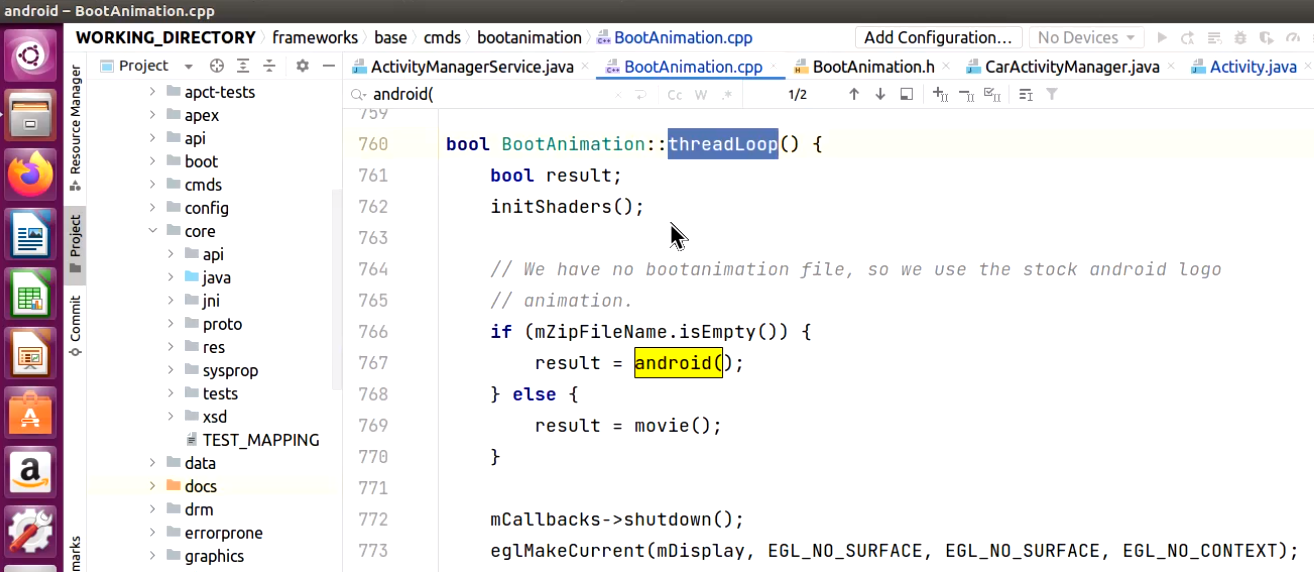 android – BootAnimation.cpp
WORKING_DIRECTORY frameworks base cmds bootanimation BootAnimation.cpp Add Configuration... No Devices
Project ActivityManagerService.java BootAnimation.cpp BootAnimation.h CarActivityManager.java Activity.java
android( Cc W .* 1/2
Resource Manager
Project
Commit
apct-tests
apex
api
boot
cmds
config
core
api
java
jni
proto
res
sysprop
tests
xsd
TEST_MAPPING
data
docs
drm
errorprone
graphics
759
760 bool BootAnimation::threadLoop() {
761 bool result;
762 initShaders();
763
764 // We have no bootanimation file, so we use the stock android logo
765 // animation.
766 if (mZipFileName.isEmpty()) {
767 result = android();
768 } else {
769 result = movie();
770 }
771
772 mCallbacks->shutdown();
773 eglMakeCurrent(mDisplay, EGL_NO_SURFACE, EGL_NO_SURFACE, EGL_NO_CONTEXT);